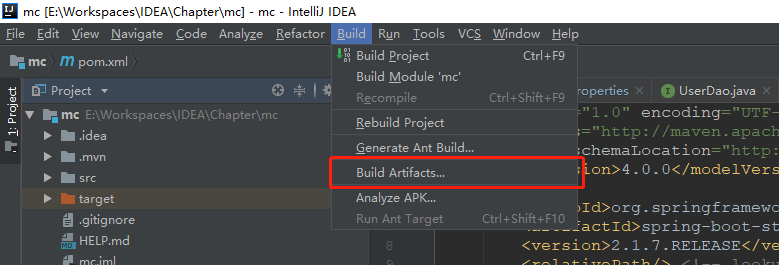 mc [E:\Workspaces\IDEA\Chapter\mc] - mc - IntelliJ IDEA
File Edit View Navigate Code Analyze Refactor Build Run Tools VCS Window Help
mc pom.xml
1: Project
Project
mc E:\Workspaces\IDEA\Chapter\mc
.idea
.mvn
src
target
.gitignore
HELP.md
mc.iml
Build Project Ctrl+F9
Build Module 'mc'
Recompile Ctrl+Shift+F9
Rebuild Project
Generate Ant Build...
Build Artifacts...
Analyze APK...
Run Ant Target Ctrl+Shift+F10
properties UserDao.java
="1.0" encoding="UTF-
s="http://maven.apach
schemaLocation="http:
sion>4.0.0</modelVers
Id>org.springframewo
artifactId>spring-boot-st
8 <version>2.1.7.RELEASE</ve
9 <relativePath/> <!-- looku